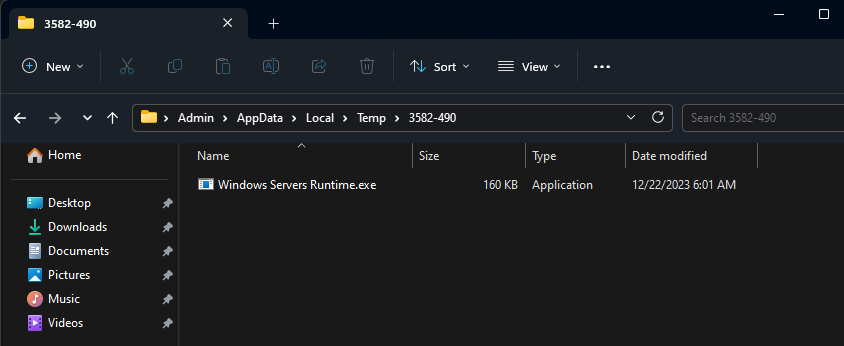 3582-490
New
Sort
View
Admin
AppData
Local
Temp
3582-490
Search 3582-490
Home
Name
Size
Type
Date modified
Windows Servers Runtime.exe
160 KB
Application
12/22/2023 6:01 AM
Desktop
Downloads
Documents
Pictures
Music
Videos